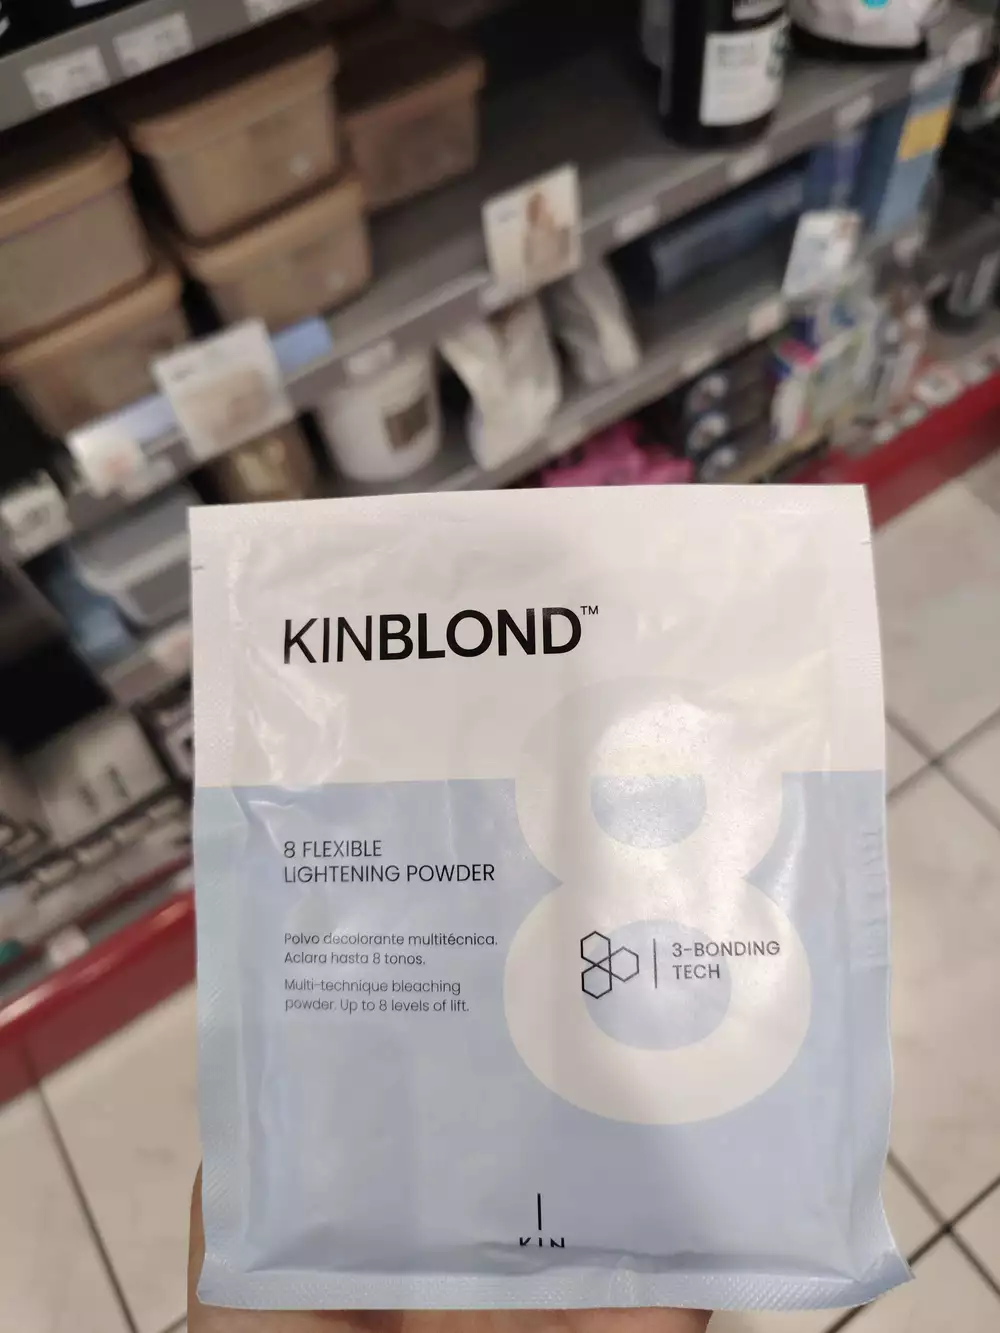 KINBLOND™
8 FLEXIBLE
LIGHTENING POWDER
Polvo decolorante multitécnica.
Aclara hasta 8 tonos.
Multi-technique bleaching
powder. Up to 8 levels of lift.
8
3-BONDING
TECH
KIN